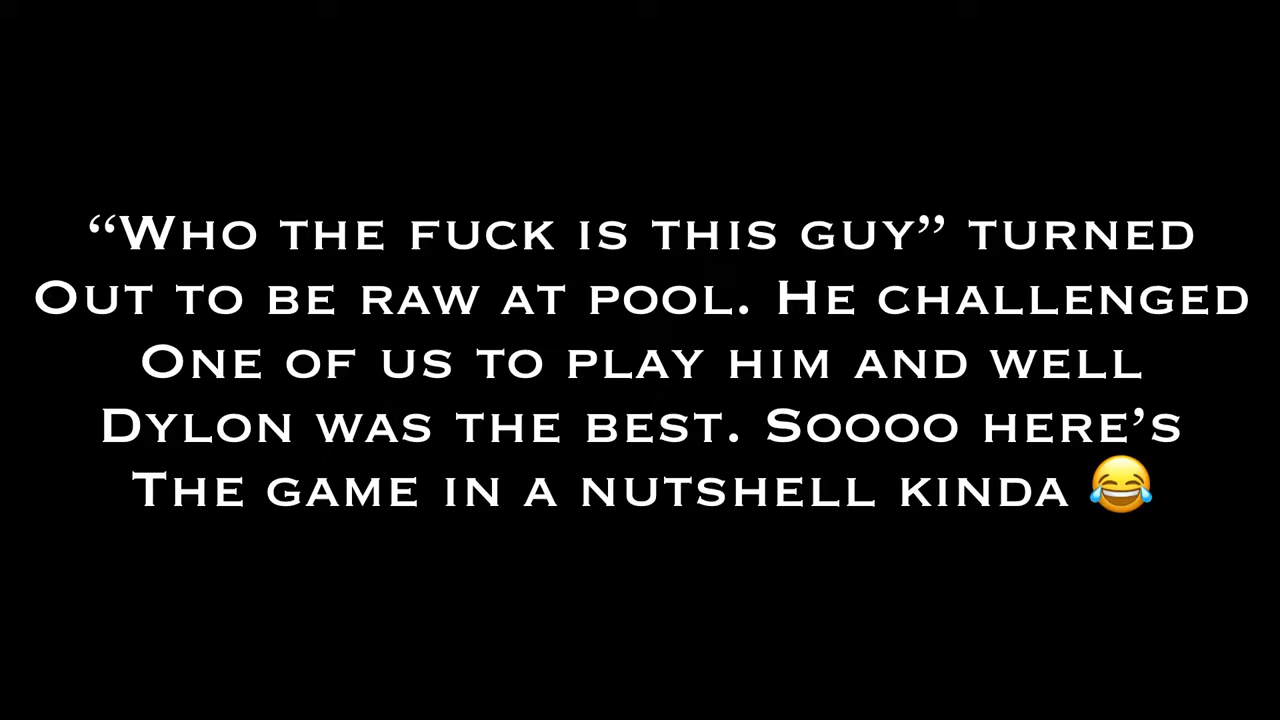 “Who the fuck is this guy” turned
Out to be raw at pool. He challenged
One of us to play him and well
Dylon was the best. Soooo here’s
The game in a nutshell kinda 😂